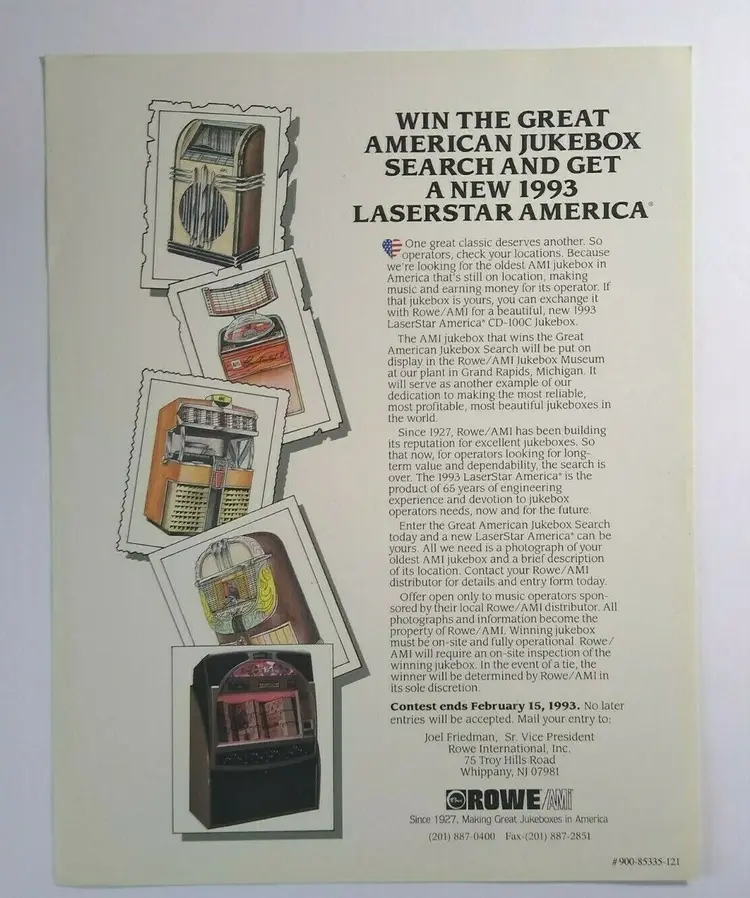 WIN THE GREAT
AMERICAN JUKEBOX
SEARCH AND GET
A NEW 1993
LASERSTAR AMERICA®
One great classic deserves another. So
operators, check your locations. Because
we're looking for the oldest AMI jukebox in
America that's still on location, making
music and earning money for its operator. If
that jukebox is yours, you can exchange it
with Rowe/AMI for a beautiful, new 1993
LaserStar America® CD-100C Jukebox.
The AMI jukebox that wins the Great
American Jukebox Search will be put on
display in the Rowe/AMI Jukebox Museum
at our plant in Grand Rapids, Michigan. It
will serve as another example of our
dedication to making the most reliable,
most profitable, most beautiful jukeboxes in
the world.
Since 1927, Rowe/AMI has been building
its reputation for excellent jukeboxes. So
that now, for operators looking for long-
term value and dependability, the search is
over. The 1993 LaserStar America® is the
product of 65 years of engineering
experience and devotion to jukebox
operators needs, now and for the future.
Enter the Great American Jukebox Search
today and a new LaserStar America® can be
yours. All we need is a photograph of your
oldest AMI jukebox and a brief description
of its location. Contact your Rowe/AMI
distributor for details and entry form today.
Offer open only to music operators spon-
sored by their local Rowe/AMI distributor. All
photographs and information become the
property of Rowe/AMI. Winning jukebox
must be on-site and fully operational. Rowe/
AMI will require an on-site inspection of the
winning jukebox. In the event of a tie, the
winner will be determined by Rowe/AMI in
its sole discretion.
Contest ends February 15, 1993. No later
entries will be accepted. Mail your entry to:
Joel Friedman, Sr. Vice President
Rowe International, Inc.
75 Troy Hills Road
Whippany, NJ 07981
ROWE/AMI
Since 1927, Making Great Jukeboxes in America
(201) 887-0400 Fax-(201) 887-2851
#900-85335-121